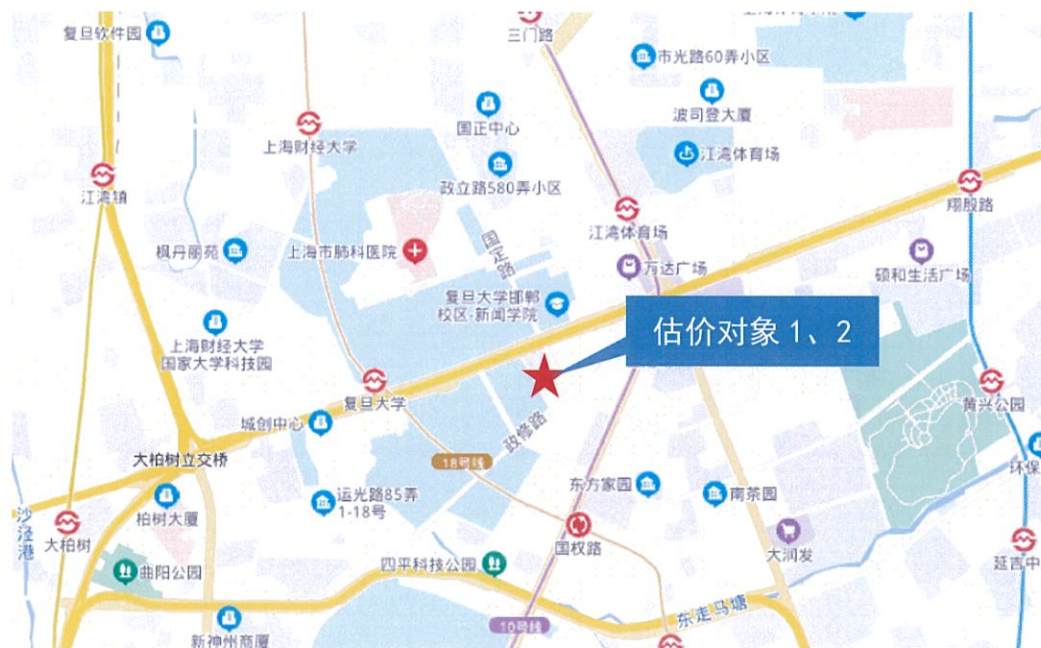 复旦软件园
三门路
市光路60弄小区
波司登大厦
国正中心
上海财经大学
政立路580弄小区
江湾体育场
江湾镇
翔殷路
江湾体育场
枫丹丽苑
上海市肺科医院
国定路
万达广场
硕和生活广场
复旦大学邯郸
校区-新闻学院
估价对象 1、2
上海财经大学
国家大学科技园
复旦大学
黄兴公园
城创中心
政修路
大柏树立交桥
18号线
环保
东方家园
南茶园
运光路85弄
1-18号
柏树大厦
沙泾港
大柏树
国权路
大润发
延吉中
曲阳公园
四平科技公园
东走马塘
新神州商厦
10号线